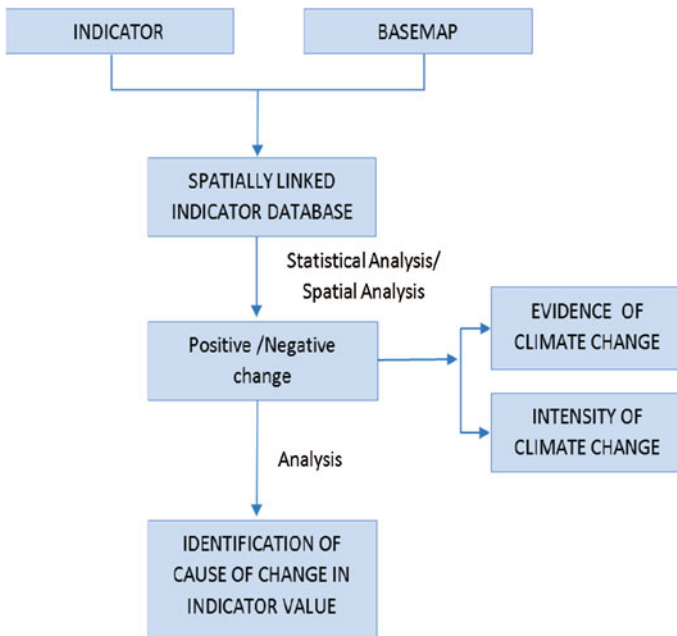 INDICATOR
BASEMAP
SPATIALLY LINKED
INDICATOR DATABASE
Statistical Analysis/
Spatial Analysis
Positive /Negative
change
EVIDENCE OF
CLIMATE CHANGE
INTENSITY OF
CLIMATE CHANGE
Analysis
IDENTIFICATION OF
CAUSE OF CHANGE IN
INDICATOR VALUE